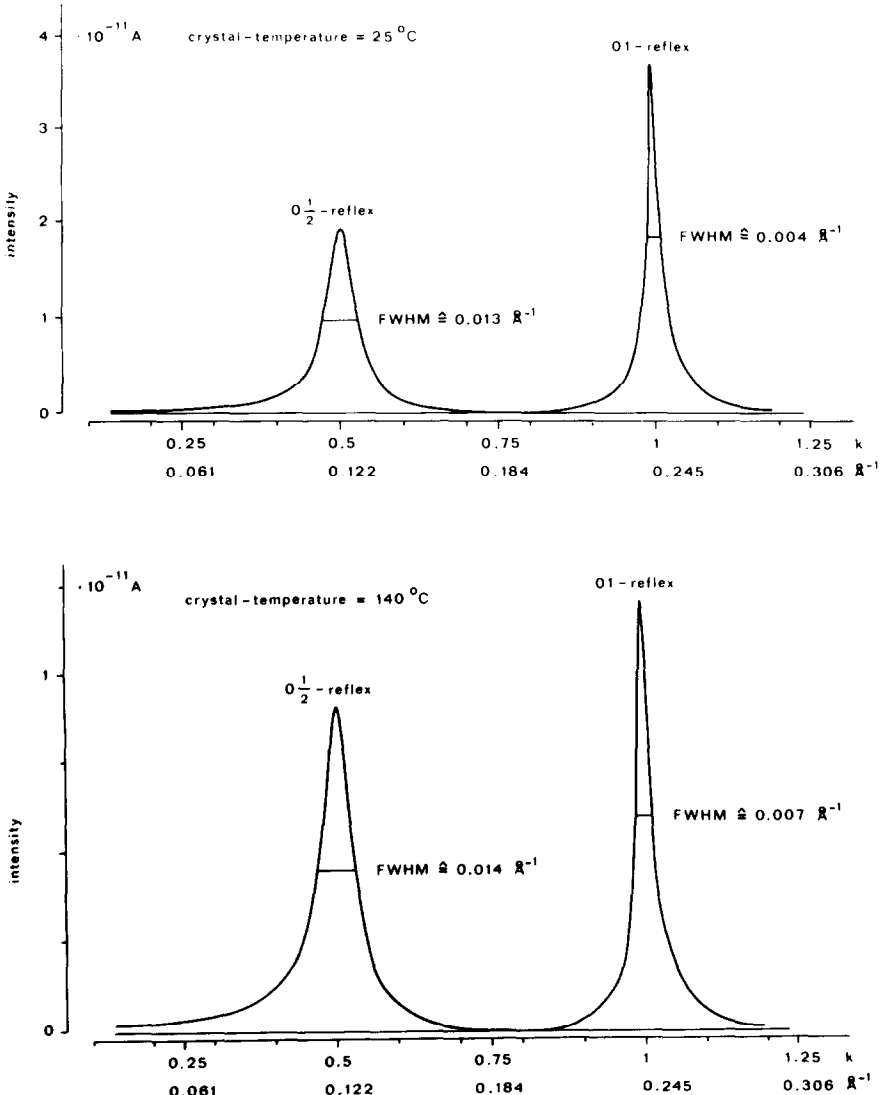 4 · 10⁻¹¹ A crystal-temperature = 25 °C
01-reflex
3
0 1/2 -reflex
2
FWHM ≙ 0.004 Å⁻¹
intensity
1
FWHM ≙ 0.013 Å⁻¹
0
0.25 0.5 0.75 1 1.25 k
0.061 0.122 0.184 0.245 0.306 Å⁻¹
· 10⁻¹¹ A
crystal-temperature = 140 °C
01-reflex
0 1/2 -reflex
1
FWHM ≙ 0.007 Å⁻¹
intensity
FWHM ≙ 0.014 Å⁻¹
0
0.25 0.5 0.75 1 1.25 k
0.061 0.122 0.184 0.245 0.306 Å⁻¹